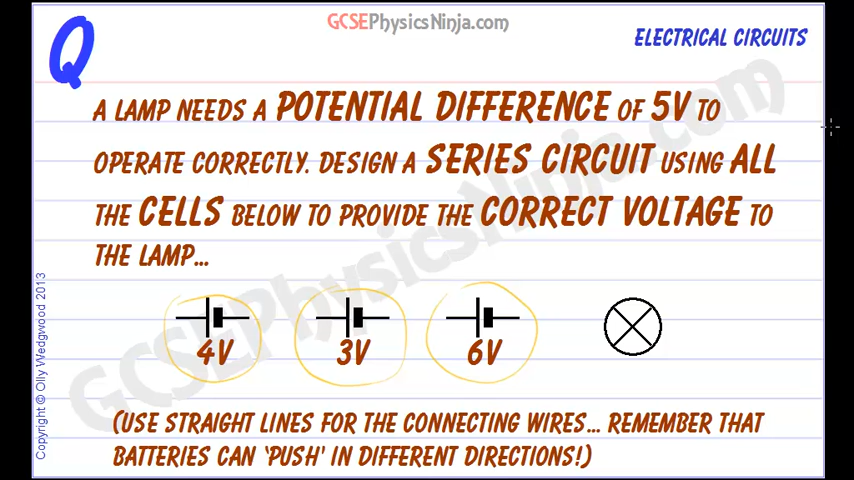 GCSEPhysicsNinja.com
Q
ELECTRICAL CIRCUITS
A LAMP NEEDS A POTENTIAL DIFFERENCE OF 5V TO
OPERATE CORRECTLY. DESIGN A SERIES CIRCUIT USING ALL
THE CELLS BELOW TO PROVIDE THE CORRECT VOLTAGE TO
THE LAMP...
4V 3V 6V
(USE STRAIGHT LINES FOR THE CONNECTING WIRES... REMEMBER THAT
BATTERIES CAN 'PUSH' IN DIFFERENT DIRECTIONS!)
Copyright © Olly Wedgwood 2013
GCSEPhysicsNinja.com